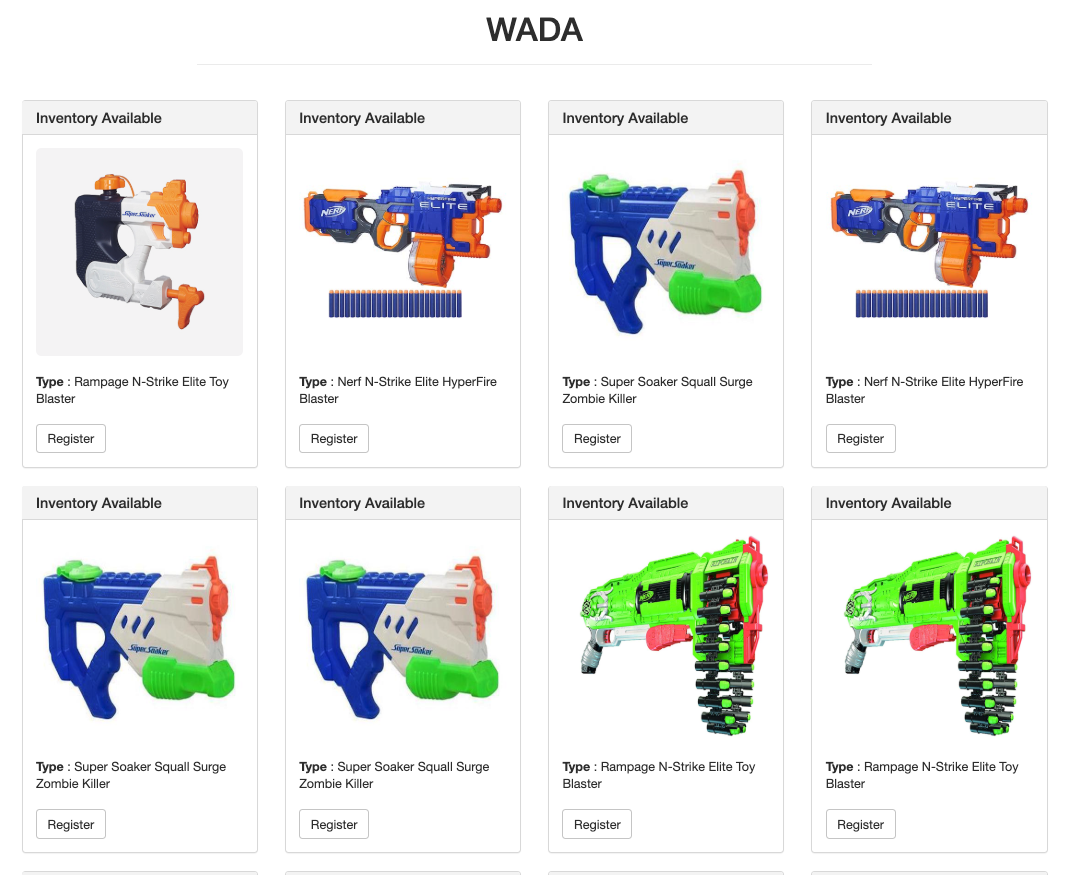 WADA
Inventory Available
Inventory Available
Inventory Available
Inventory Available
Super Soaker
NERF
HYPERFIRE
ELITE
Super Soaker
NERF
HYPERFIRE
ELITE
Type : Rampage N-Strike Elite Toy
Blaster
Type : Nerf N-Strike Elite HyperFire
Blaster
Type : Super Soaker Squall Surge
Zombie Killer
Type : Nerf N-Strike Elite HyperFire
Blaster
Register
Register
Register
Register
Inventory Available
Inventory Available
Inventory Available
Inventory Available
Super Soaker
Super Soaker
NERF
NERF
Type : Super Soaker Squall Surge
Zombie Killer
Type : Super Soaker Squall Surge
Zombie Killer
Type : Rampage N-Strike Elite Toy
Blaster
Type : Rampage N-Strike Elite Toy
Blaster
Register
Register
Register
Register